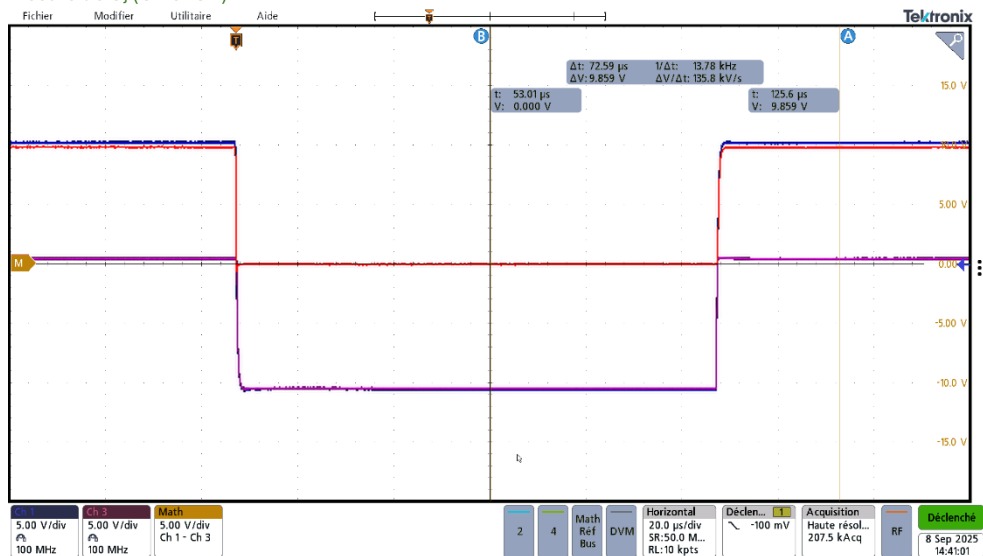 Fichier Modifier Utilitaire Aide Tektronix
T
T B A
Δt: 72.59 µs 1/Δt: 13.78 kHz
ΔV: 9.859 V ΔV/Δt: 135.8 kV/s
t: 53.01 µs
V: 0.000 V
t: 125.6 µs
V: 9.859 V
15.0 V
5.00 V
M 0.00
-5.00 V
-10.0 V
-15.0 V
Ch 1
5.00 V/div
100 MHz
Ch 3
5.00 V/div
100 MHz
Math
5.00 V/div
Ch 1 - Ch 3
2
4
Math
Réf
Bus
DVM
Horizontal
20.0 µs/div
SR:50.0 M...
RL:10 kpts
Déclen... 1
-100 mV
Acquisition
Haute résol...
207.5 kAcq
RF
Déclenché
8 Sep 2025
14:41:01